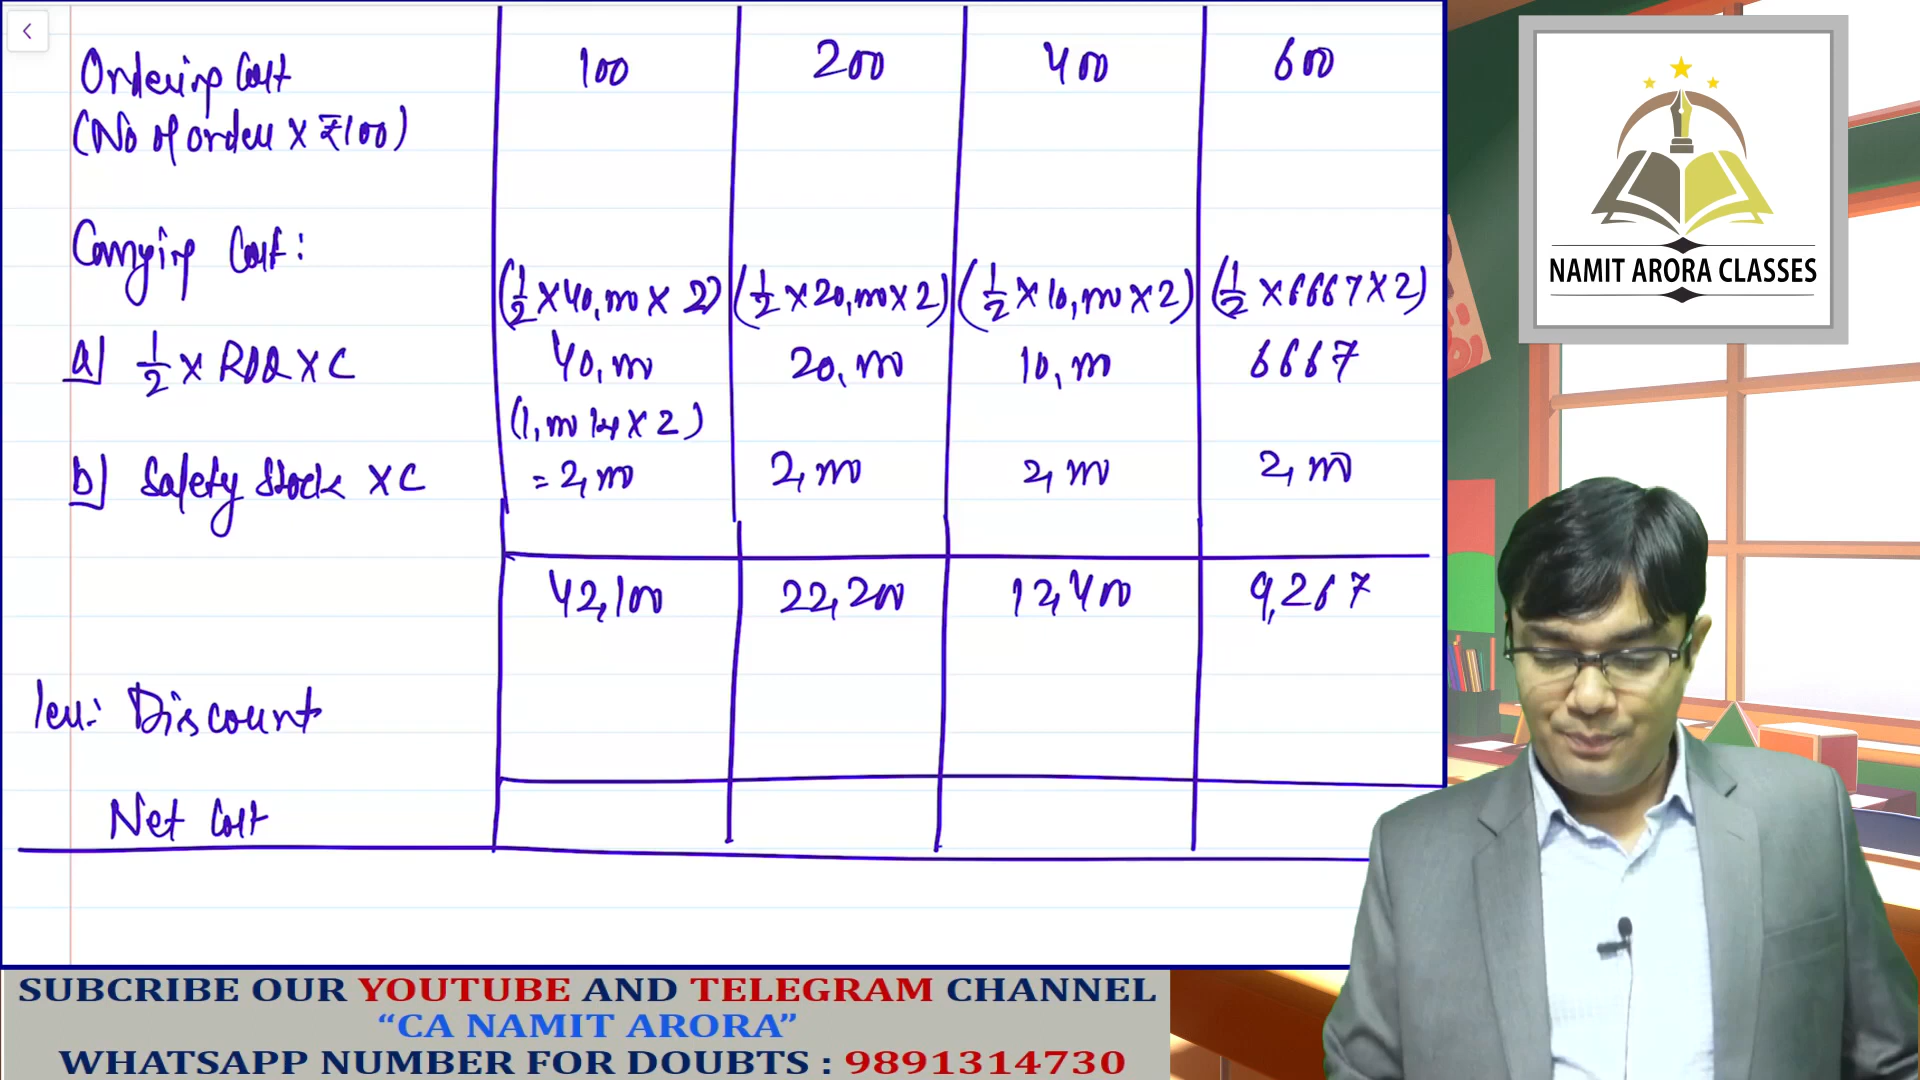 Ordering Cost 100 200 400 600
(No of orders × ₹100)
Carrying Cost:
(½ × 40,000 × 2) (½ × 20,000 × 2) (½ × 10,000 × 2) (½ × 6667 × 2)
a) ½ × ROQ × C 40,000 20,000 10,000 6667
(1,000 kg × 2)
b) Safety Stock × C = 2,000 2,000 2,000 2,000
42,100 22,200 12,400 9,267
less: Discount
Net Cost
NAMIT ARORA CLASSES
SUBCRIBE OUR YOUTUBE AND TELEGRAM CHANNEL
“CA NAMIT ARORA”
WHATSAPP NUMBER FOR DOUBTS : 9891314730